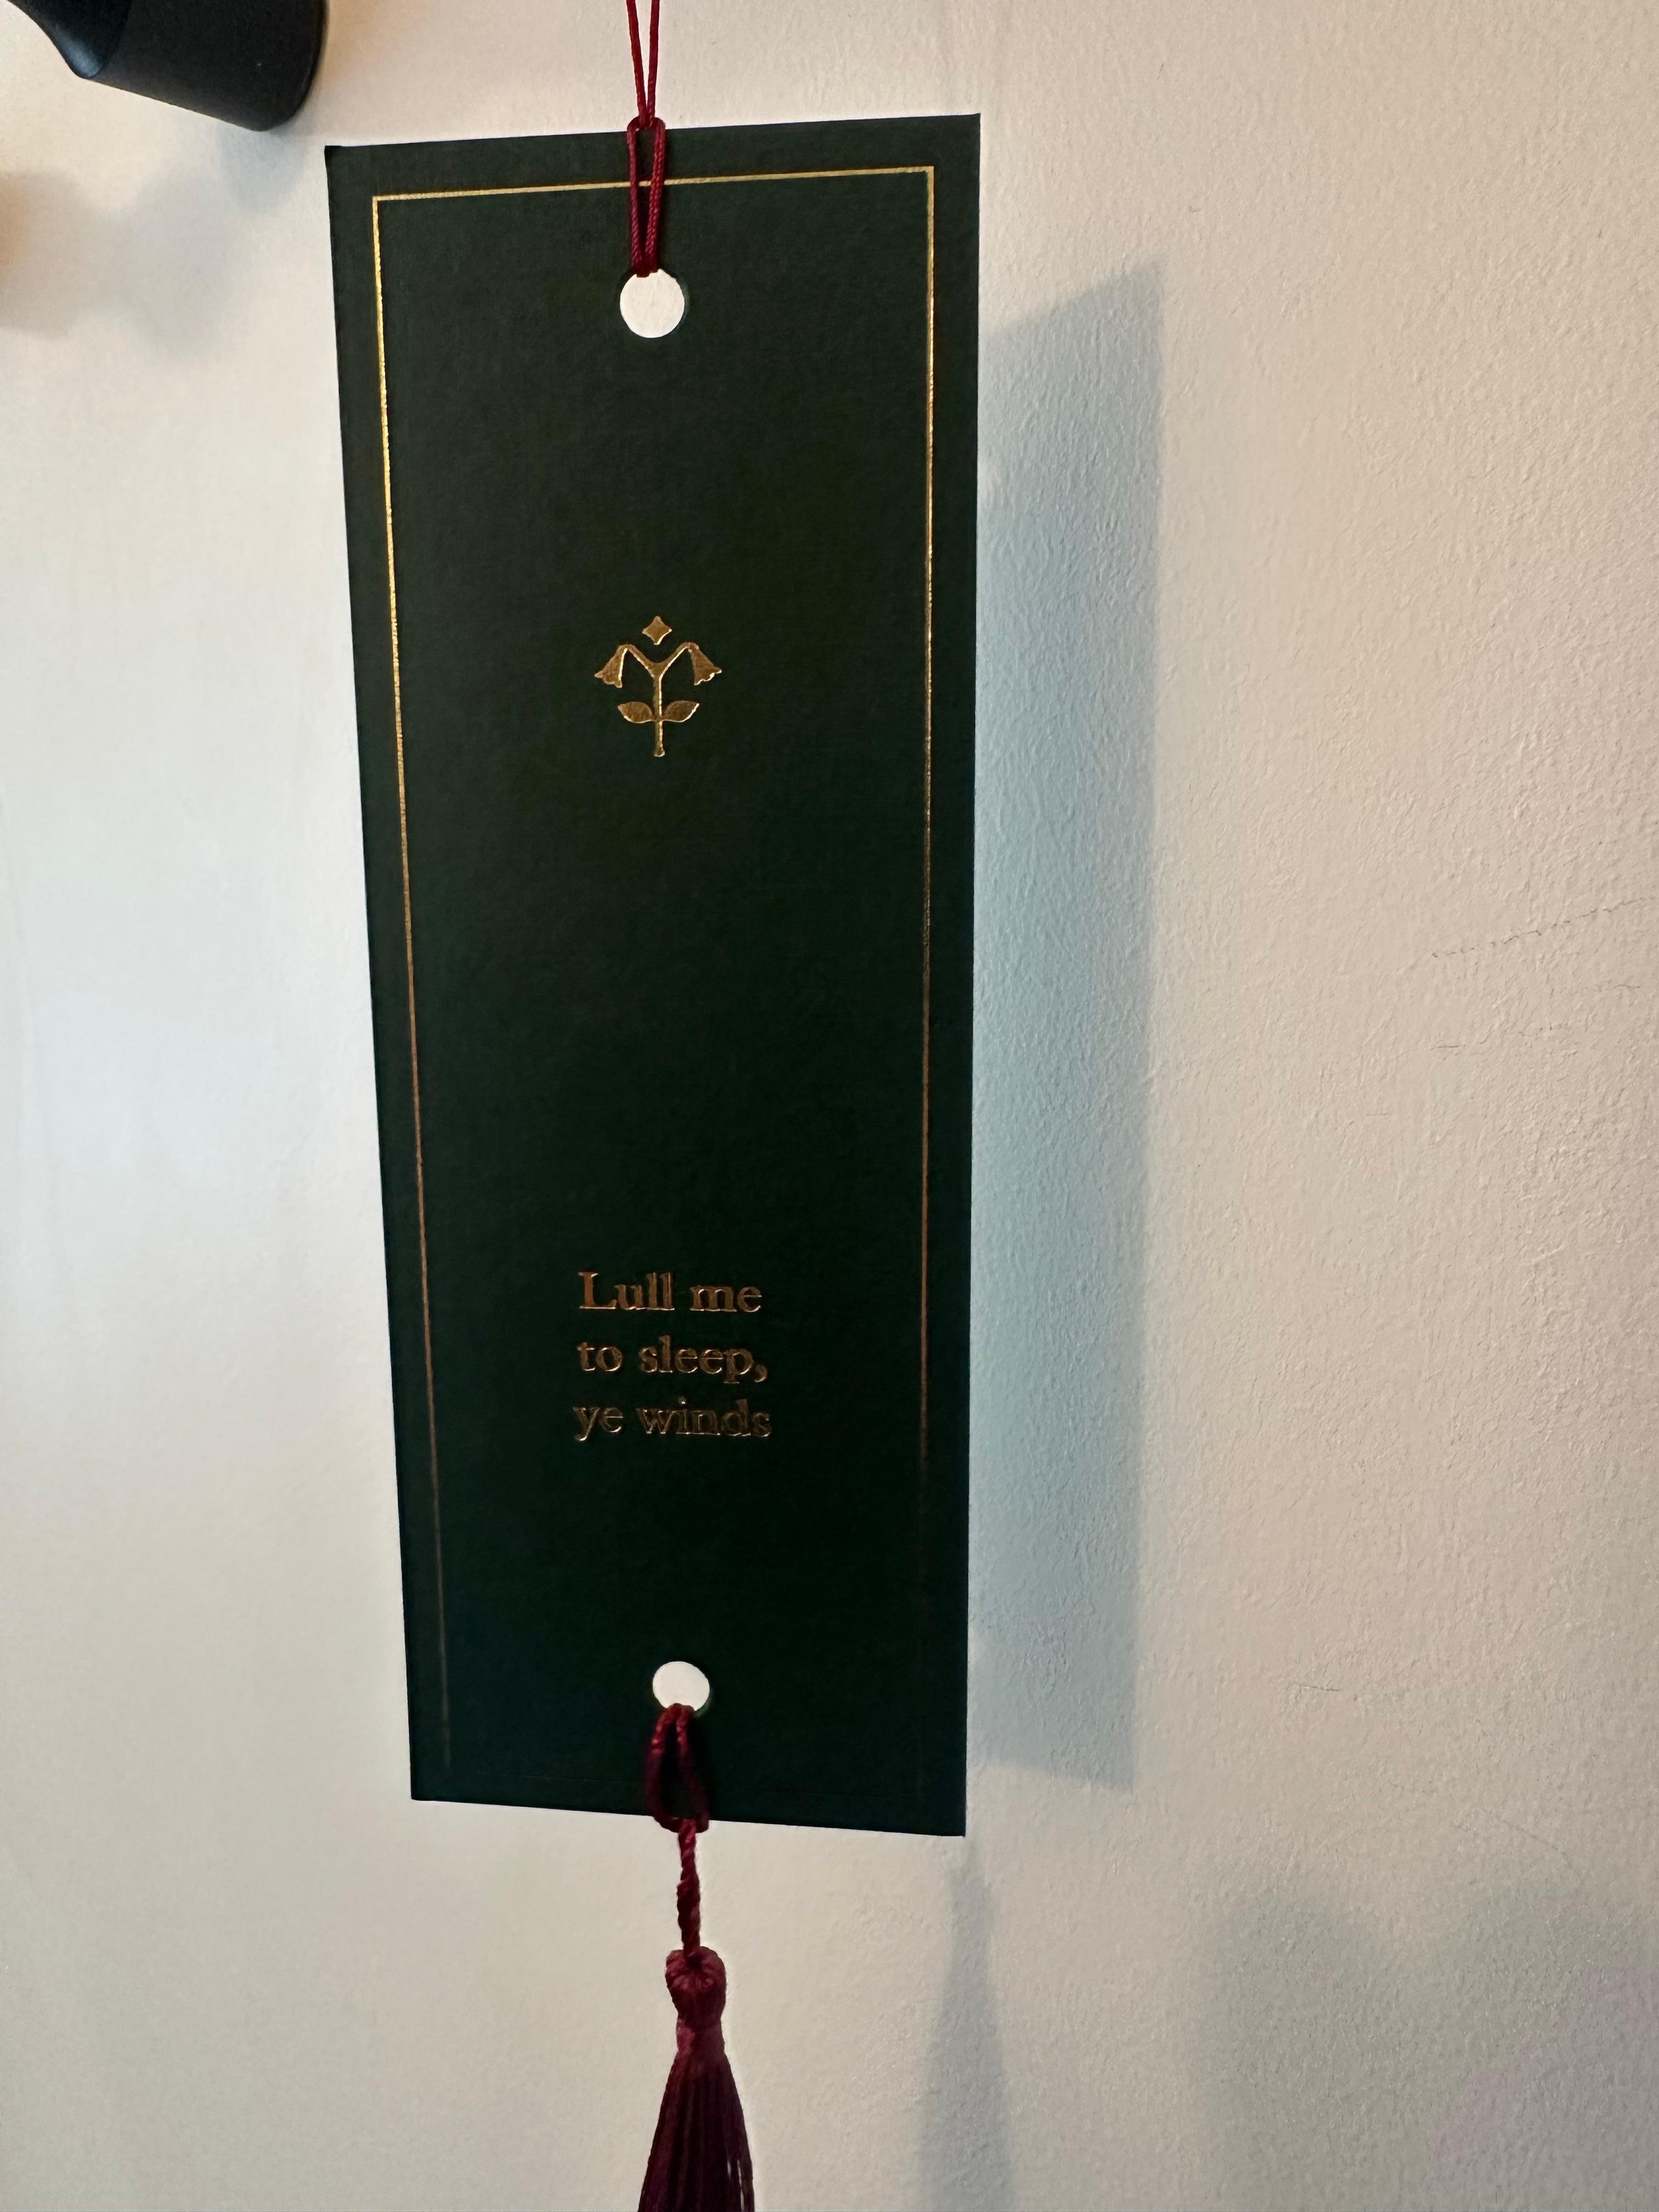 Lull me
to sleep,
ye winds